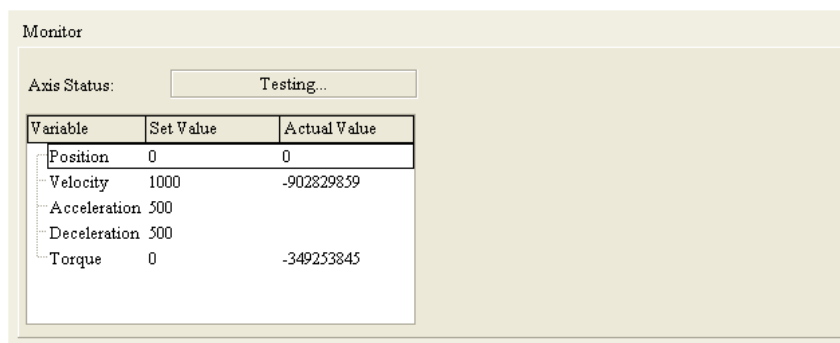 Monitor
Axis Status: Testing...
Variable Set Value Actual Value
Position 0 0
Velocity 1000 -902829859
Acceleration 500
Deceleration 500
Torque 0 -349253845